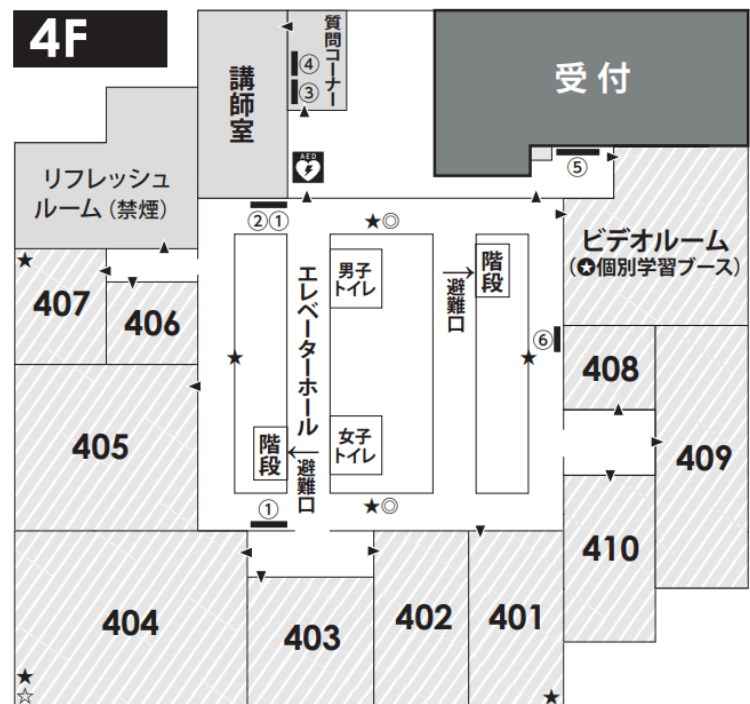 4F
講師室
質問コーナー
④
③
受付
AED
⑤
リフレッシュ
ルーム（禁煙）
②①
★◎
ビデオルーム
（✪個別学習ブース）
★
407
406
エレベーターホール
男子
トイレ
階段
→避難口
⑥
★
★
408
405
409
階段
←避難口
女子
トイレ
①
★◎
410
404
403
402
401
★
☆
★